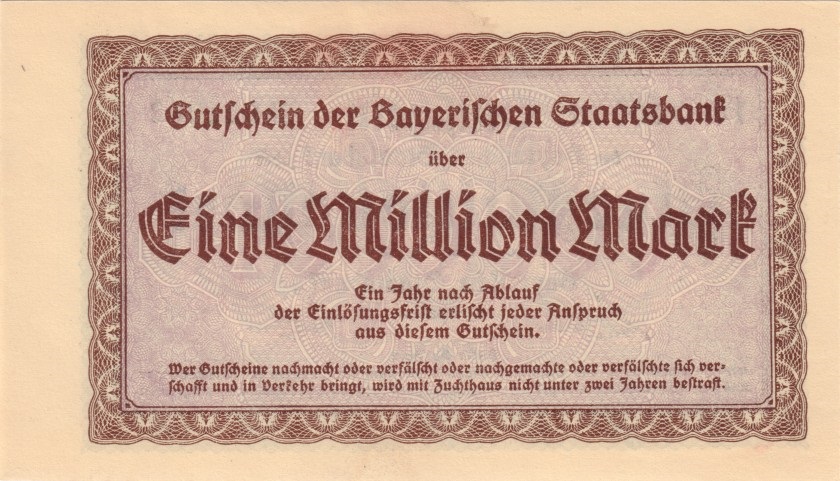 Gutschein der Bayerischen Staatsbank
über
Eine Million Mark
Ein Jahr nach Ablauf
der Einlösungsfrist erlischt jeder Anspruch
aus diesem Gutschein.
Wer Gutscheine nachmacht oder verfälscht oder nachgemachte oder verfälschte sich ver-
schafft und in Verkehr bringt, wird mit Zuchthaus nicht unter zwei Jahren bestraft.